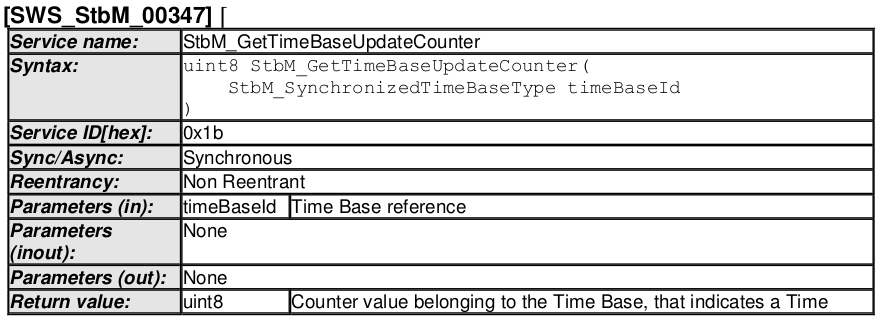 [SWS_StbM_00347] ⌈
Service name: StbM_GetTimeBaseUpdateCounter
Syntax: uint8 StbM_GetTimeBaseUpdateCounter(
StbM_SynchronizedTimeBaseType timeBaseId
)
Service ID[hex]: 0x1b
Sync/Async: Synchronous
Reentrancy: Non Reentrant
Parameters (in): timeBaseId Time Base reference
Parameters None
(inout):
Parameters (out): None
Return value: uint8 Counter value belonging to the Time Base, that indicates a Time